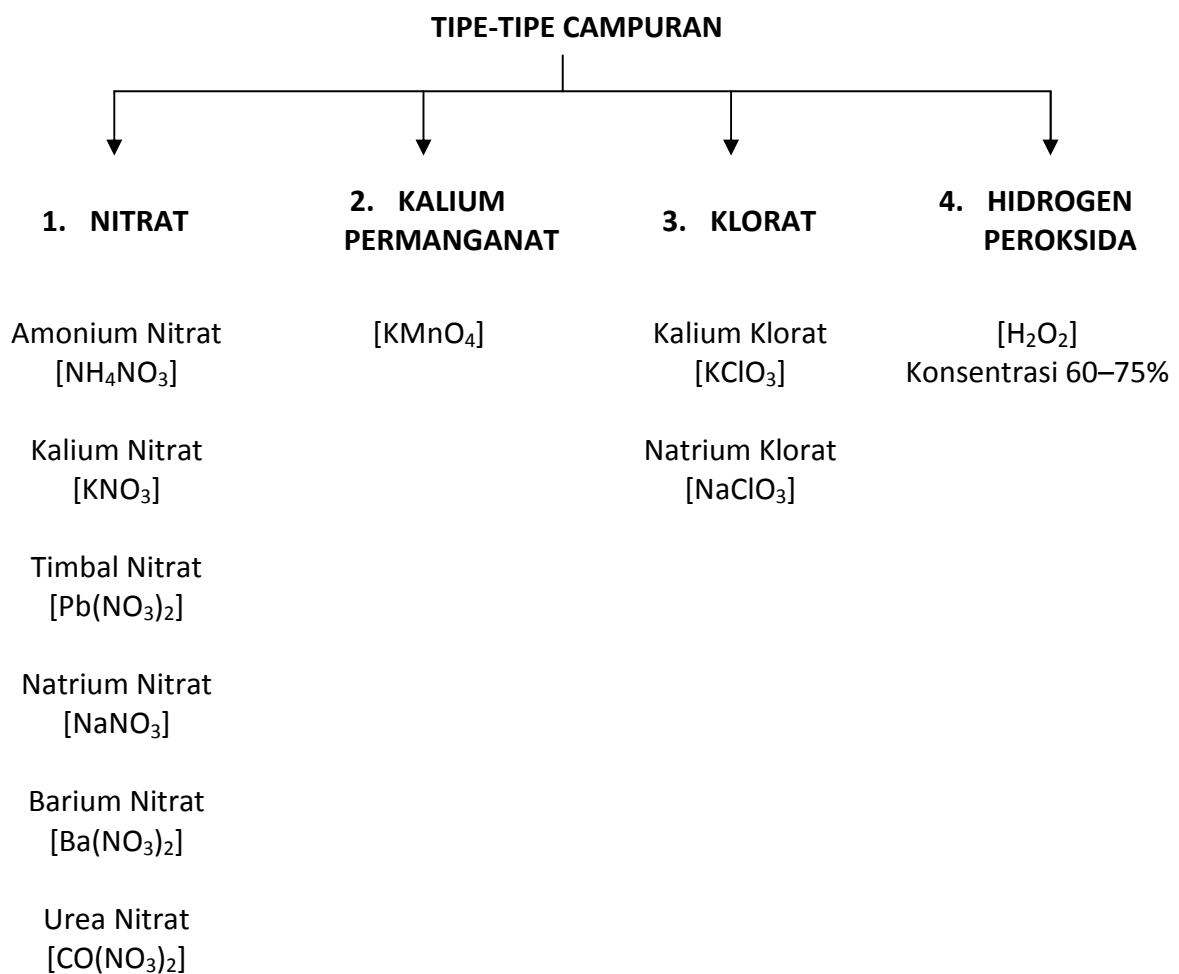 TIPE-TIPE CAMPURAN
1. NITRAT
2. KALIUM
PERMANGANAT
3. KLORAT
4. HIDROGEN
PEROKSIDA
Amonium Nitrat
[NH₄NO₃]
Kalium Nitrat
[KNO₃]
Timbal Nitrat
[Pb(NO₃)₂]
Natrium Nitrat
[NaNO₃]
Barium Nitrat
[Ba(NO₃)₂]
Urea Nitrat
[CO(NO₃)₂]
[KMnO₄]
Kalium Klorat
[KClO₃]
Natrium Klorat
[NaClO₃]
[H₂O₂]
Konsentrasi 60–75%